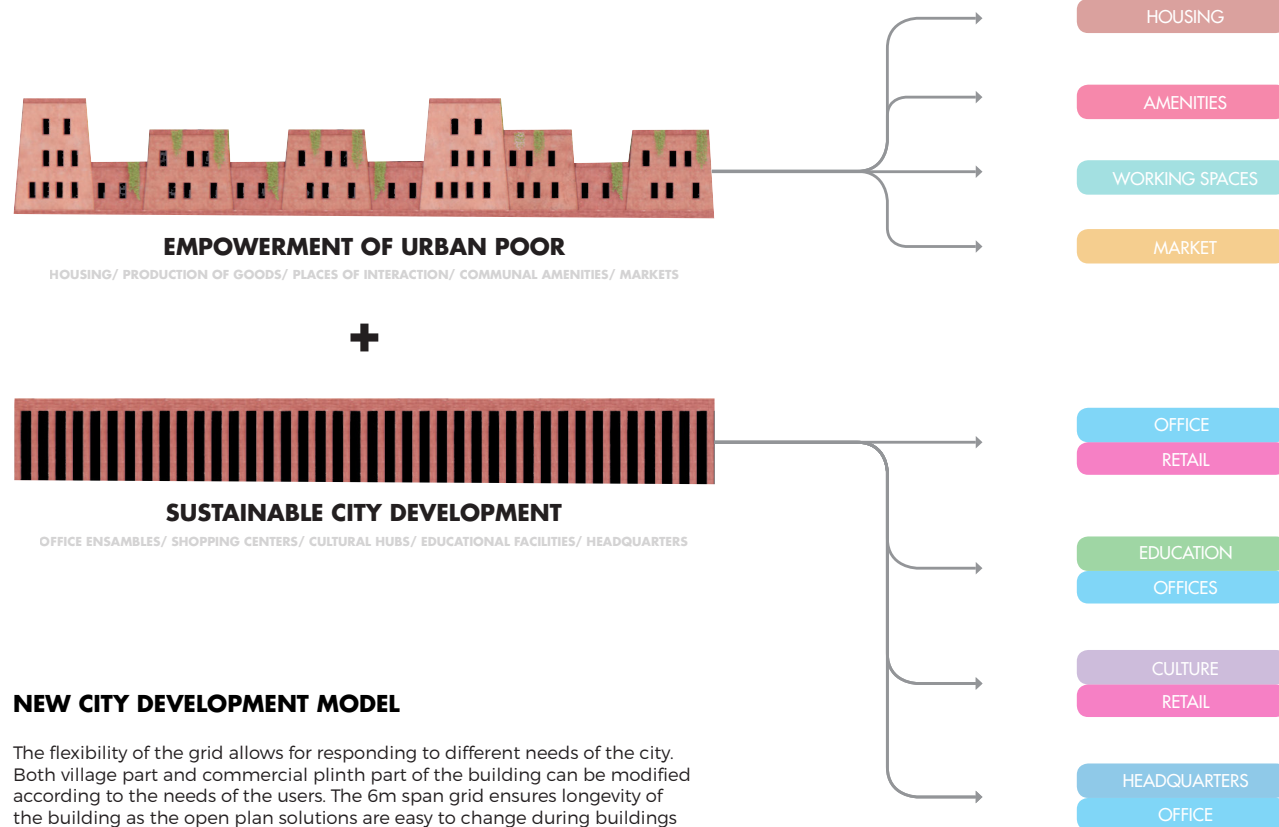 HOUSING
AMENITIES
WORKING SPACES
MARKET
EMPOWERMENT OF URBAN POOR
HOUSING/ PRODUCTION OF GOODS/ PLACES OF INTERACTION/ COMMUNAL AMENITIES/ MARKETS
+
OFFICE
RETAIL
SUSTAINABLE CITY DEVELOPMENT
OFFICE ENSAMBLES/ SHOPPING CENTERS/ CULTURAL HUBS/ EDUCATIONAL FACILITIES/ HEADQUARTERS
EDUCATION
OFFICES
CULTURE
RETAIL
HEADQUARTERS
OFFICE
NEW CITY DEVELOPMENT MODEL
The flexibility of the grid allows for responding to different needs of the city.
Both village part and commercial plinth part of the building can be modified
according to the needs of the users. The 6m span grid ensures longevity of
the building as the open plan solutions are easy to change during buildings